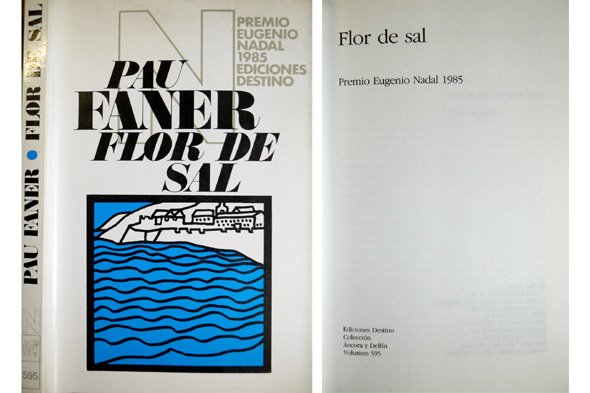 PAU FANER • FLOR DE SAL
N
595
N
PREMIO
EUGENIO
NADAL
1985
EDICIONES
DESTINO
PAU
FANER
FLOR DE
SAL
Flor de sal
Premio Eugenio Nadal 1985
Ediciones Destino
Colección
Áncora y Delfín
Volumen 595